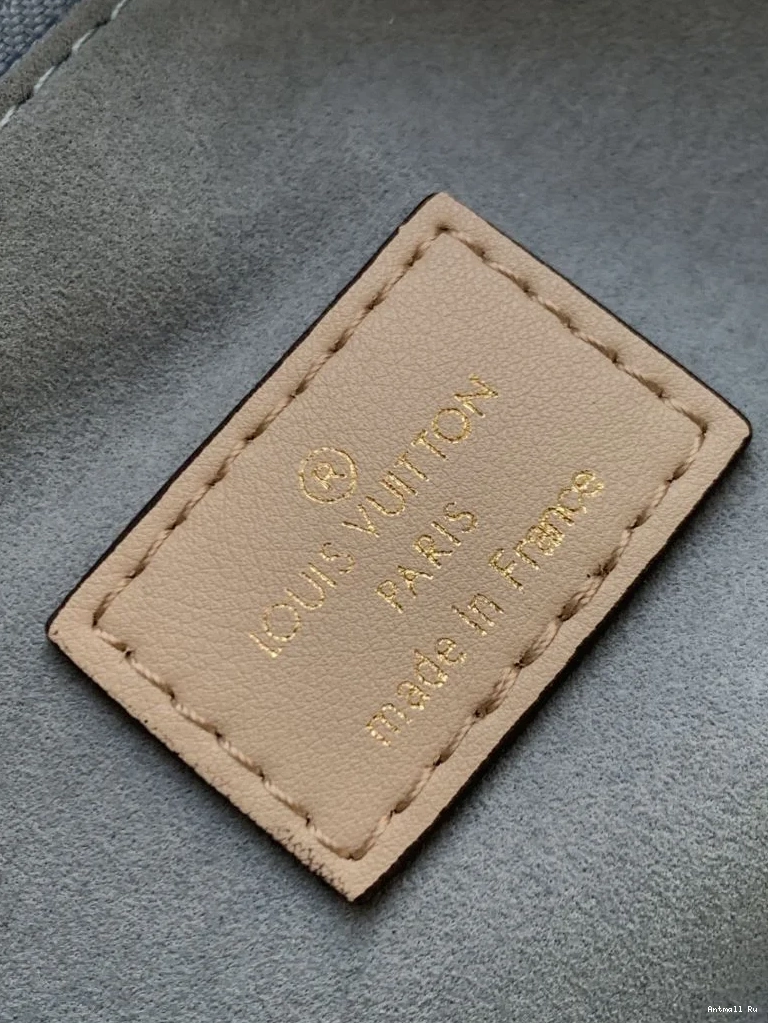 ®
LOUIS VUITTON
PARIS
made in France
Antmall Ru